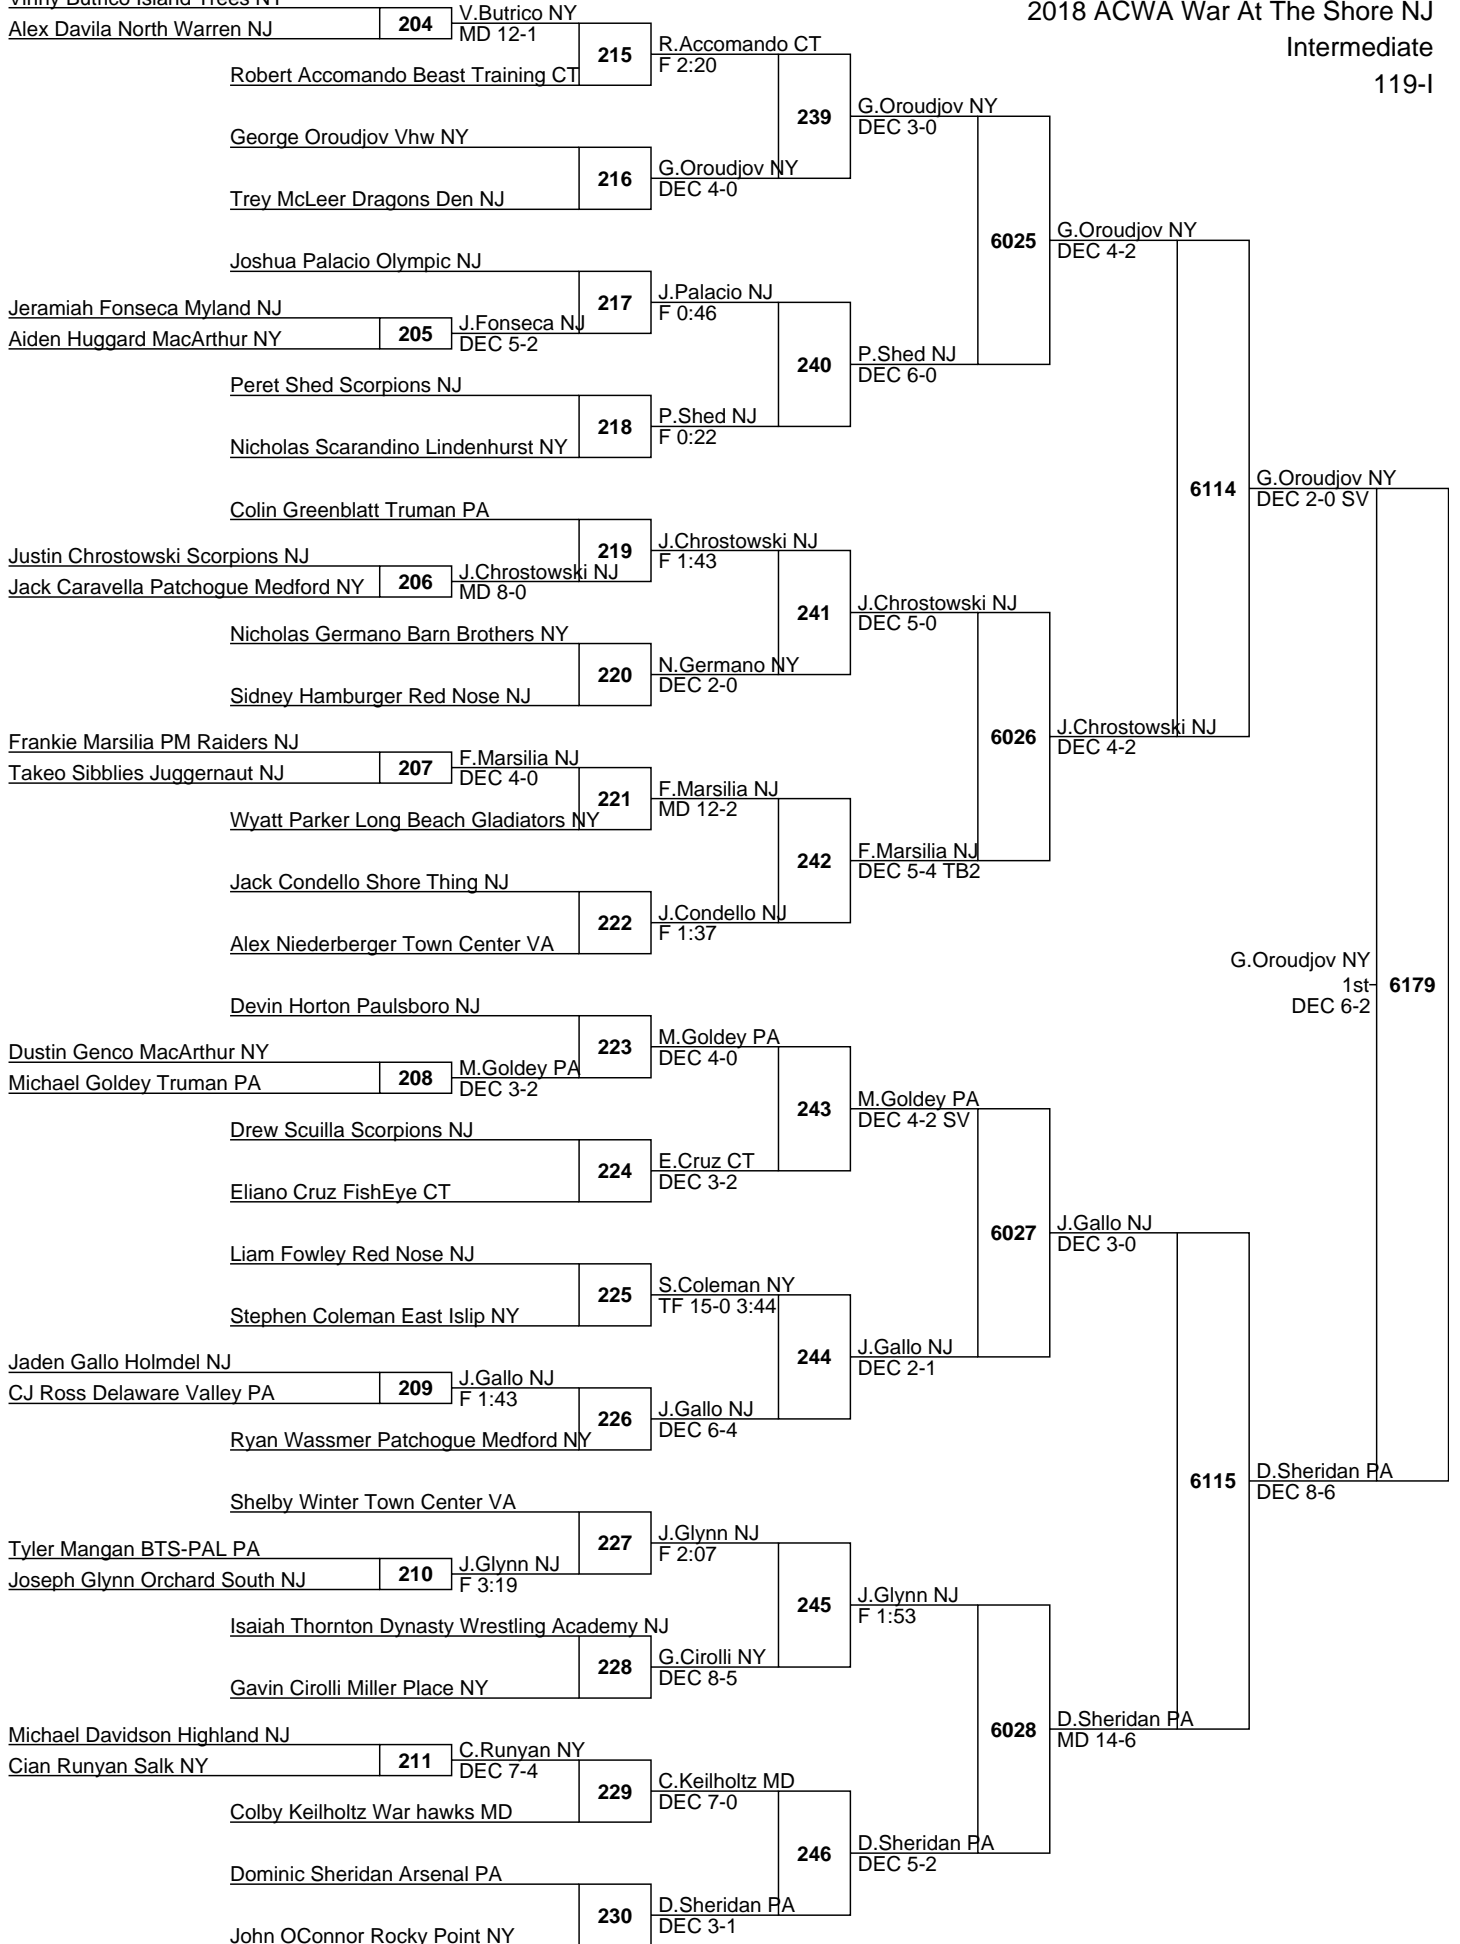 Vinny Butrico Island Trees NY
Alex Davila North Warren NJ
204
V.Butrico NY
MD 12-1
2018 ACWA War At The Shore NJ
Intermediate
119-I
Robert Accomando Beast Training CT
215
R.Accomando CT
F 2:20
George Oroudjov Vhw NY
Trey McLeer Dragons Den NJ
216
G.Oroudjov NY
DEC 4-0
239
G.Oroudjov NY
DEC 3-0
Joshua Palacio Olympic NJ
Jeramiah Fonseca Myland NJ
Aiden Huggard MacArthur NY
205
J.Fonseca NJ
DEC 5-2
217
J.Palacio NJ
F 0:46
Peret Shed Scorpions NJ
Nicholas Scarandino Lindenhurst NY
218
P.Shed NJ
F 0:22
240
P.Shed NJ
DEC 6-0
6025
G.Oroudjov NY
DEC 4-2
Colin Greenblatt Truman PA
Justin Chrostowski Scorpions NJ
Jack Caravella Patchogue Medford NY
206
J.Chrostowski NJ
MD 8-0
219
J.Chrostowski NJ
F 1:43
Nicholas Germano Barn Brothers NY
Sidney Hamburger Red Nose NJ
220
N.Germano NY
DEC 2-0
241
J.Chrostowski NJ
DEC 5-0
Frankie Marsilia PM Raiders NJ
Takeo Sibblies Juggernaut NJ
207
F.Marsilia NJ
DEC 4-0
Wyatt Parker Long Beach Gladiators NY
221
F.Marsilia NJ
MD 12-2
Jack Condello Shore Thing NJ
Alex Niederberger Town Center VA
222
J.Condello NJ
F 1:37
242
F.Marsilia NJ
DEC 5-4 TB2
6026
J.Chrostowski NJ
DEC 4-2
6114
G.Oroudjov NY
DEC 2-0 SV
G.Oroudjov NY
1st
DEC 6-2
6179
Devin Horton Paulsboro NJ
Dustin Genco MacArthur NY
Michael Goldey Truman PA
208
M.Goldey PA
DEC 3-2
223
M.Goldey PA
DEC 4-0
Drew Scuilla Scorpions NJ
Eliano Cruz FishEye CT
224
E.Cruz CT
DEC 3-2
243
M.Goldey PA
DEC 4-2 SV
Liam Fowley Red Nose NJ
Stephen Coleman East Islip NY
225
S.Coleman NY
TF 15-0 3:44
Jaden Gallo Holmdel NJ
CJ Ross Delaware Valley PA
209
J.Gallo NJ
F 1:43
Ryan Wassmer Patchogue Medford NY
226
J.Gallo NJ
DEC 6-4
244
J.Gallo NJ
DEC 2-1
6027
J.Gallo NJ
DEC 3-0
Shelby Winter Town Center VA
Tyler Mangan BTS-PAL PA
Joseph Glynn Orchard South NJ
210
J.Glynn NJ
F 3:19
227
J.Glynn NJ
F 2:07
Isaiah Thornton Dynasty Wrestling Academy NJ
Gavin Cirolli Miller Place NY
228
G.Cirolli NY
DEC 8-5
245
J.Glynn NJ
F 1:53
Michael Davidson Highland NJ
Cian Runyan Salk NY
211
C.Runyan NY
DEC 7-4
Colby Keilholtz War hawks MD
229
C.Keilholtz MD
DEC 7-0
Dominic Sheridan Arsenal PA
John OConnor Rocky Point NY
230
D.Sheridan PA
DEC 3-1
246
D.Sheridan PA
DEC 5-2
6028
D.Sheridan PA
MD 14-6
6115
D.Sheridan PA
DEC 8-6